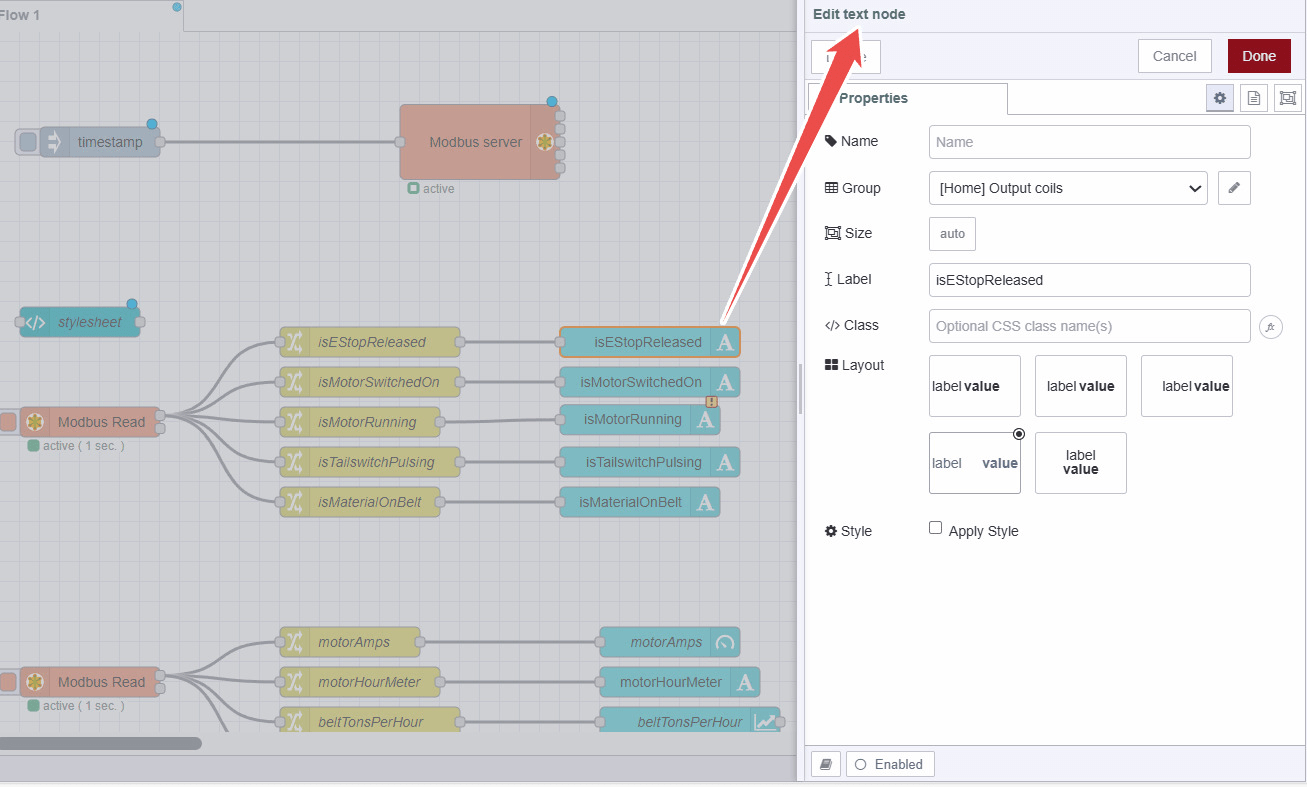 Flow 1
timestamp
Modbus server
active
stylesheet
isEStopReleased
isEStopReleased
isMotorSwitchedOn
isMotorSwitchedOn
Modbus Read
isMotorRunning
isMotorRunning
active ( 1 sec. )
isTailswitchPulsing
isTailswitchPulsing
isMaterialOnBelt
isMaterialOnBelt
motorAmps
motorAmps
Modbus Read
motorHourMeter
motorHourMeter
active ( 1 sec. )
beltTonsPerHour
beltTonsPerHour
Edit text node
Cancel
Done
Properties
Name
Name
Group
[Home] Output coils
Size
auto
Label
isEStopReleased
Class
Optional CSS class name(s)
Layout
label value
label value
label value
label value
label
value
Style
Apply Style
Enabled